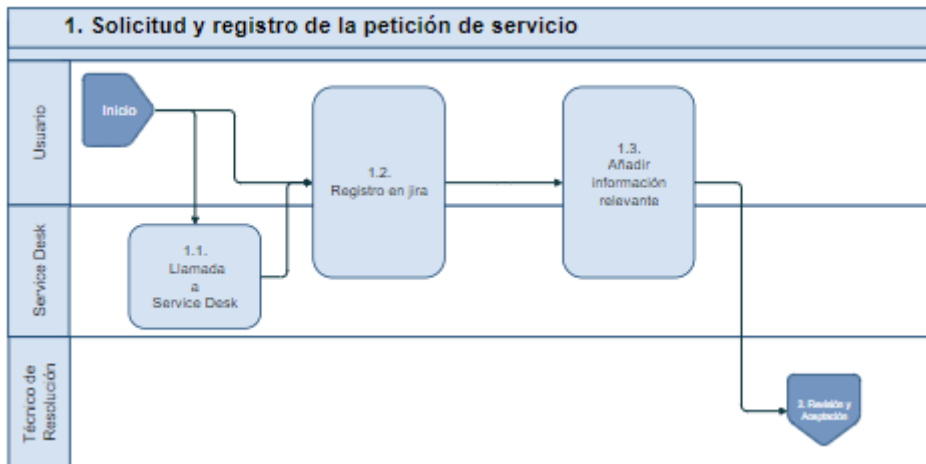 1. Solicitud y registro de la petición de servicio
Usuario
Inicio
1.2.
Registro en jira
1.3.
Añadir
información
relevante
Service Desk
1.1.
Llamada
a
Service Desk
Técnico de
Resolución
Revisión y
Aceptación